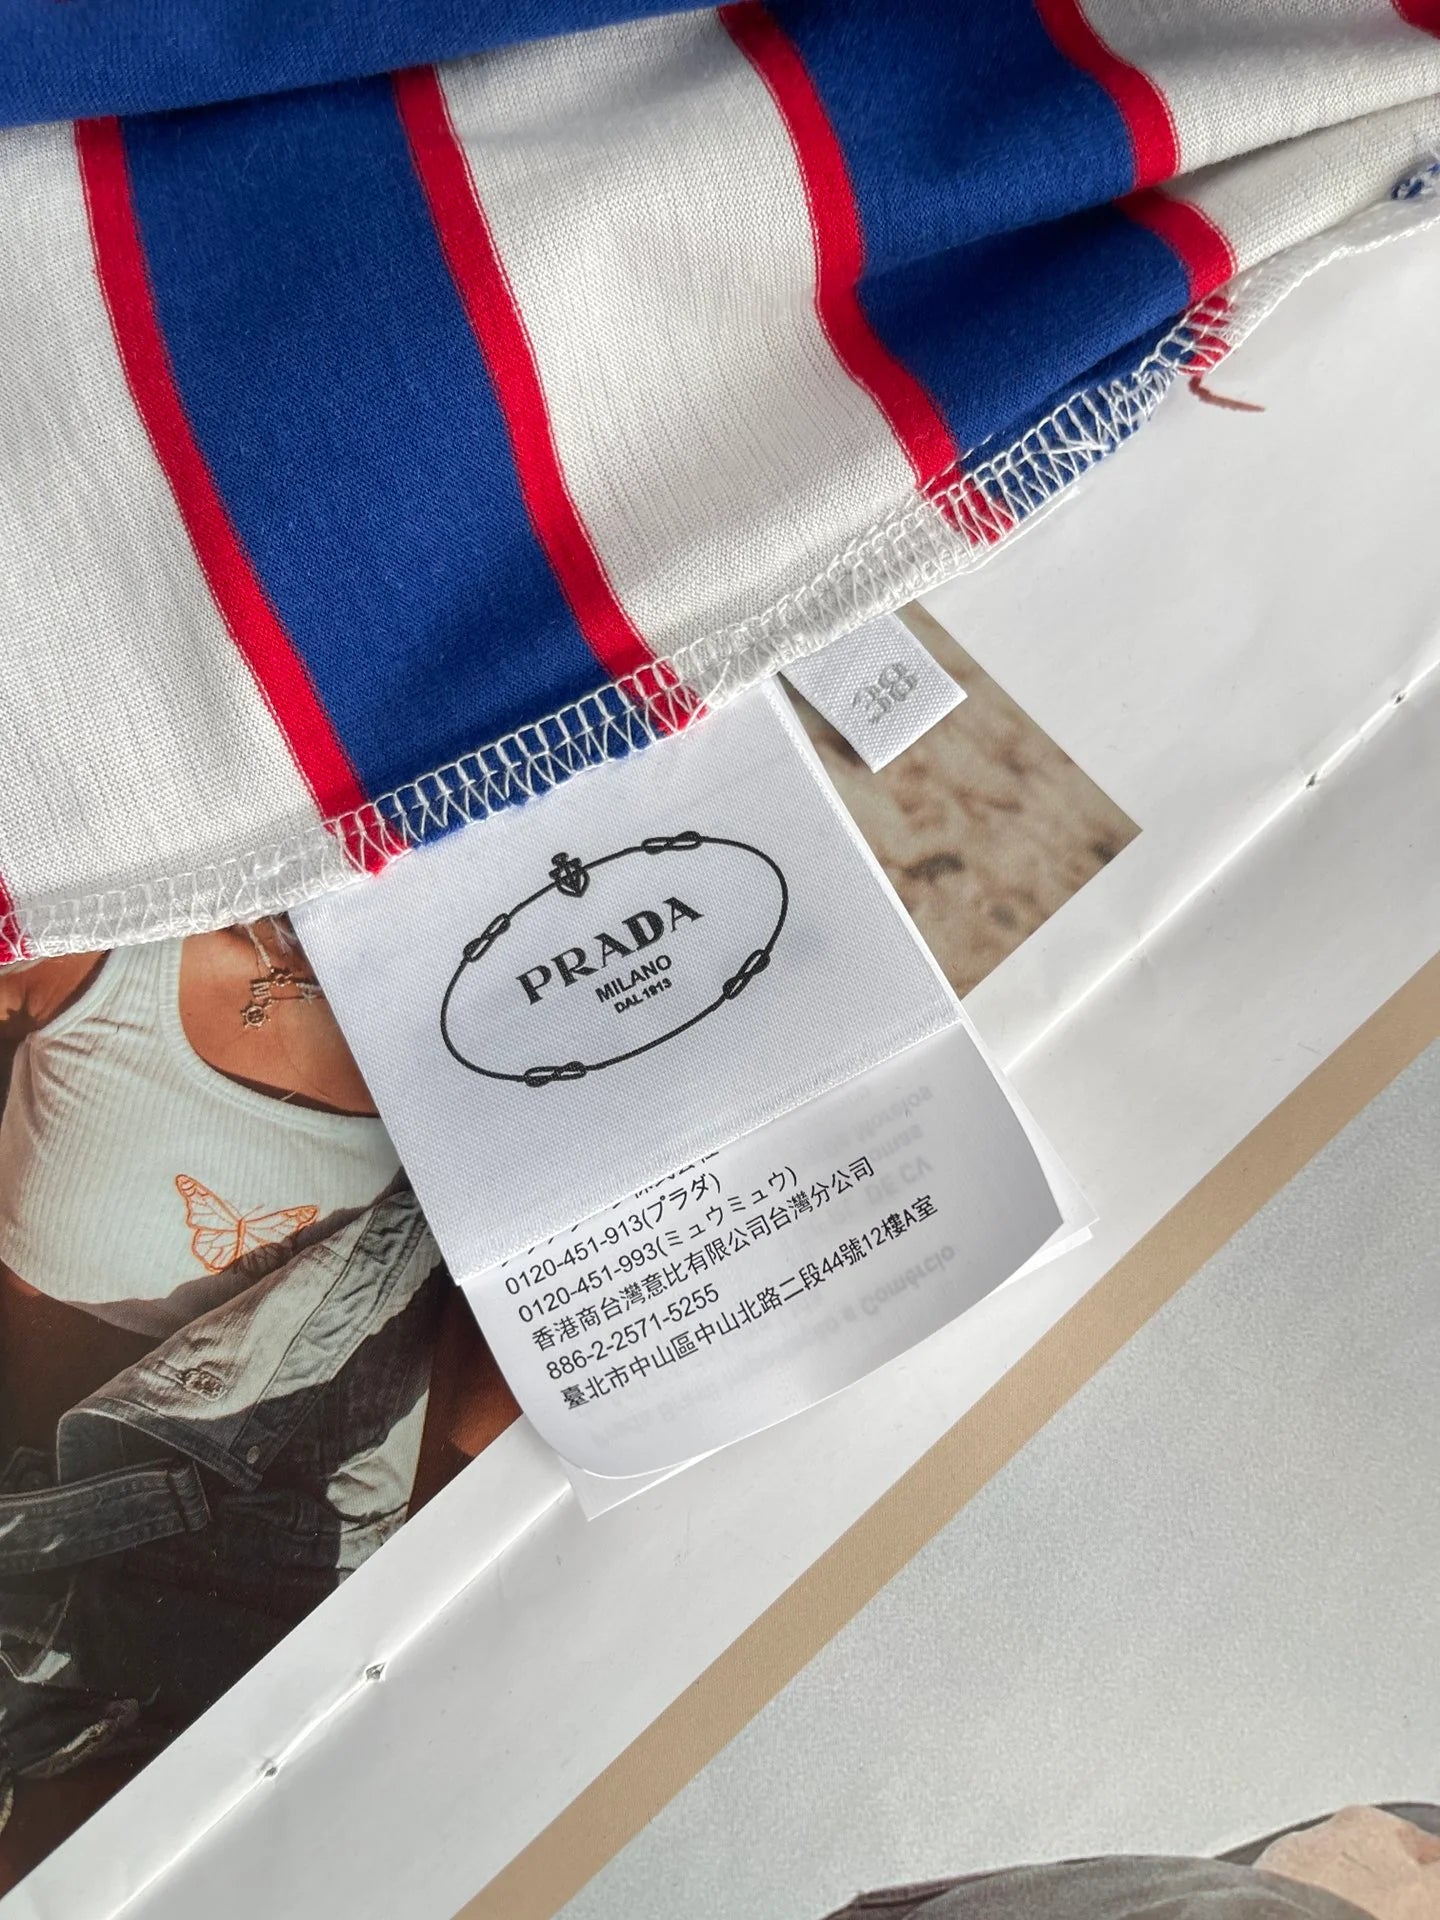 38
PRADA
MILANO
DAL 1913
0120-451-913(プラダ)
0120-451-993(ミュウミュウ)
香港商台灣意比有限公司台灣分公司
886-2-2571-5255
臺北市中山區中山北路二段44號12樓A室